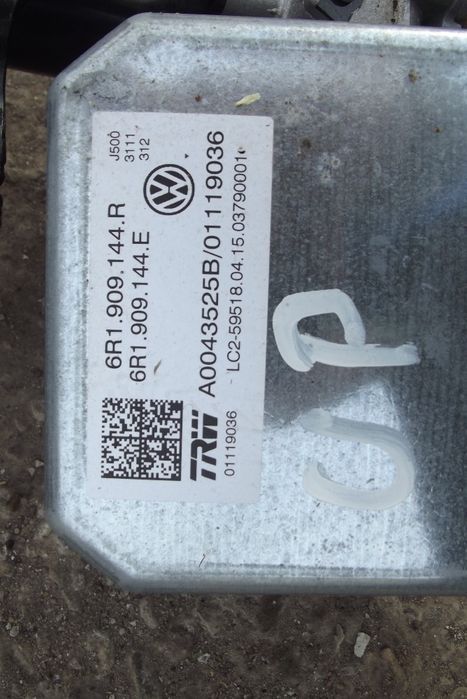 6R1.909.144.R
6R1.909.144.E
J500
3111
312
TRW
A0043525B/01119036
01119036
LC2-59518.04.15.03790001
UP